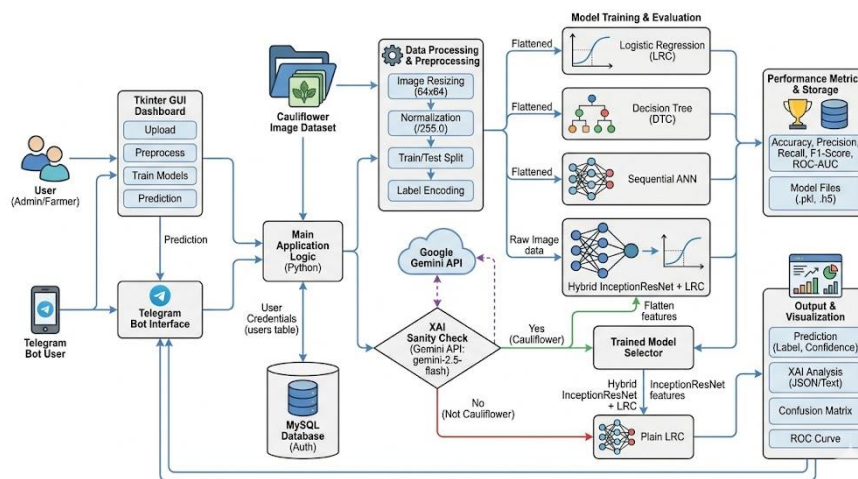 Model Training & Evaluation
Tkinter GUI
Dashboard
Upload
Preprocess
Train Models
Prediction
User
(Admin/Farmer)
Prediction
Telegram
Bot User
Telegram
Bot Interface
Cauliflower
Image Dataset
Main
Application
Logic
(Python)
User
Credentials
(users table)
MySQL
Database
(Auth)
Data Processing
& Preprocessing
Image Resizing
(64x64)
Normalization
(/255.0)
Train/Test Split
Label Encoding
Google
Gemini API
XAI
Sanity Check
(Gemini API:
gemini-2.5-
flash)
Yes
(Cauliflower)
No
(Not Cauliflower)
Flattened
Logistic Regression
(LRC)
Flattened
Decision Tree
(DTC)
Flattened
Sequential ANN
Raw Image
data
Hybrid InceptionResNet + LRC
Flatten
features
Trained Model
Selector
Hybrid
InceptionResNet
+ LRC
InceptionResNet
features
Plain LRC
Performance Metric
& Storage
Accuracy, Precision,
Recall, F1-Score,
ROC-AUC
Model Files
(.pkl, .h5)
Output &
Visualization
Prediction
(Label, Confidence)
XAI Analysis
(JSON/Text)
Confusion Matrix
ROC Curve